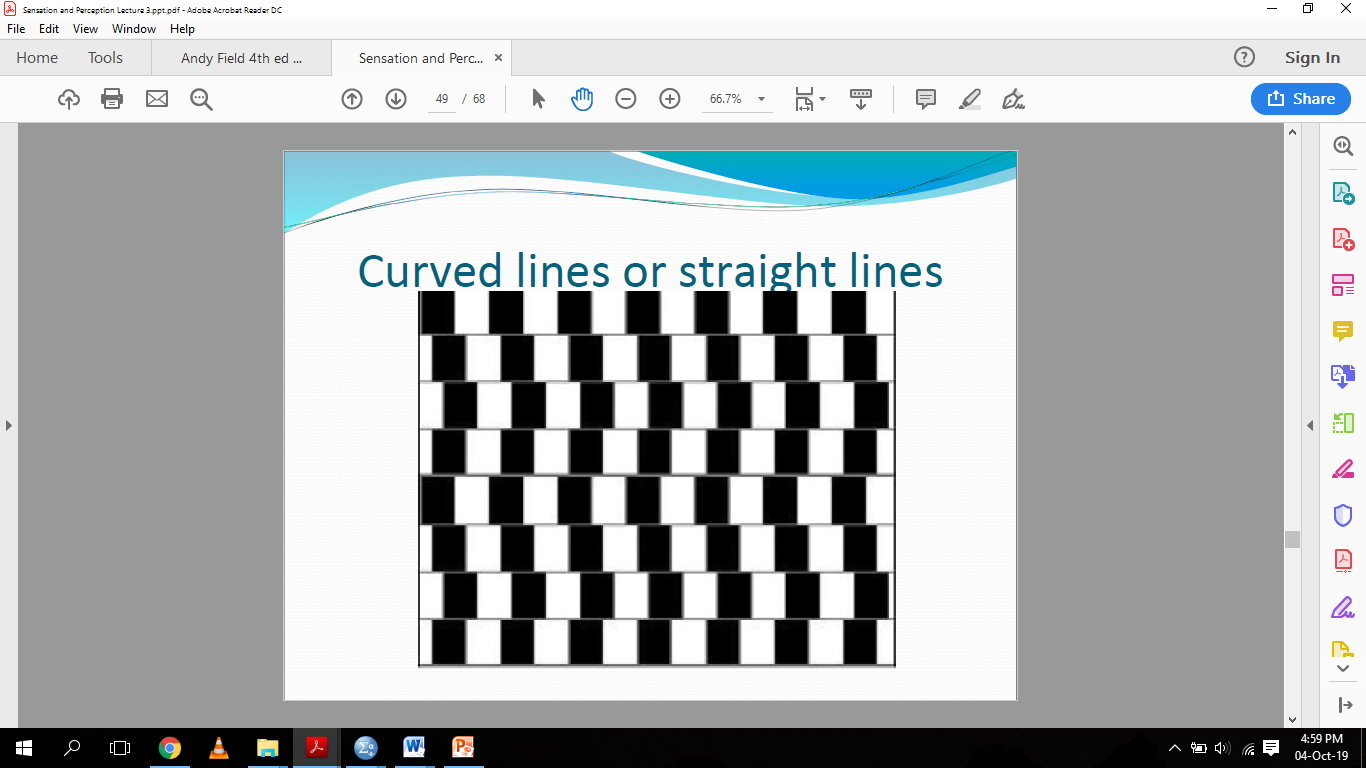 Sensation and Perception Lecture 3.ppt.pdf - Adobe Acrobat Reader DC
File Edit View Window Help
Home Tools Andy Field 4th ed ... Sensation and Perc... × Sign In
49 / 68 66.7% Share
Curved lines or straight lines
4:59 PM
04-Oct-19